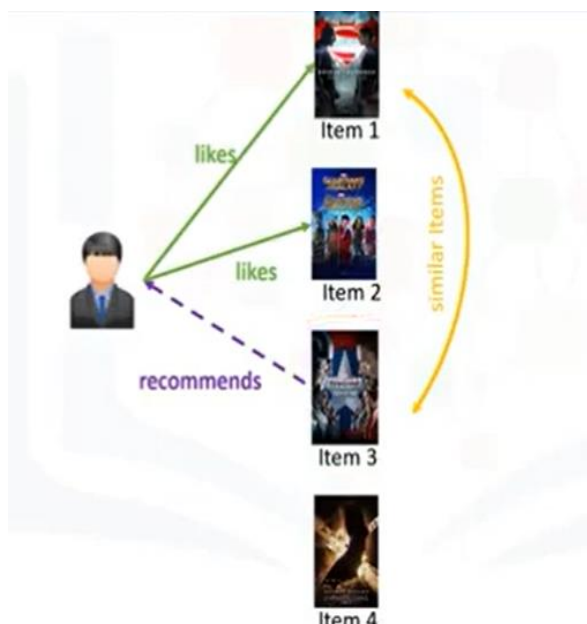 Item 1
likes
likes
Item 2
similar Items
recommends
Item 3
Item 4